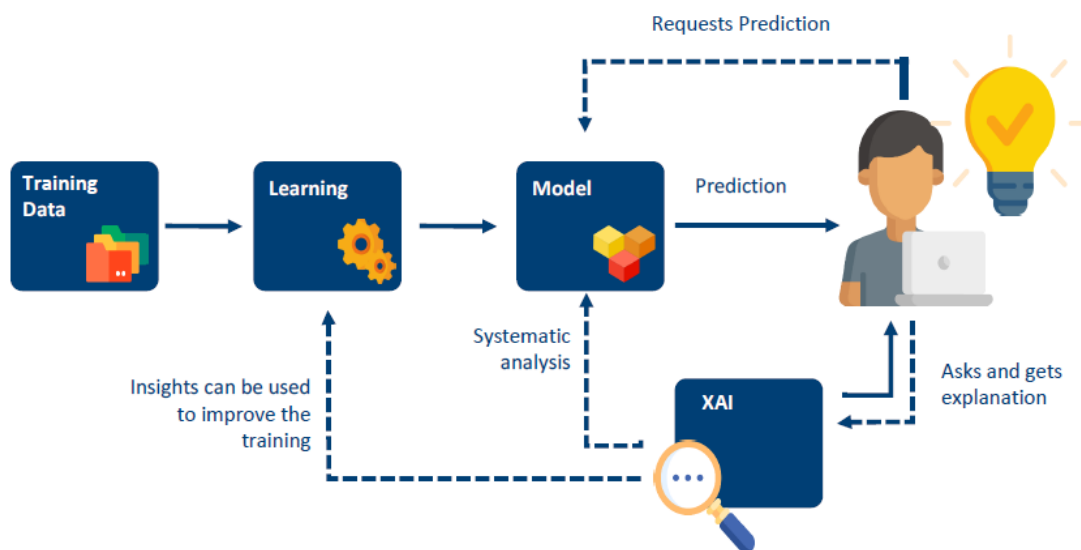 Requests Prediction
Training
Data
Learning
Model
Prediction
Systematic
analysis
Insights can be used
to improve the
training
XAI
Asks and gets
explanation